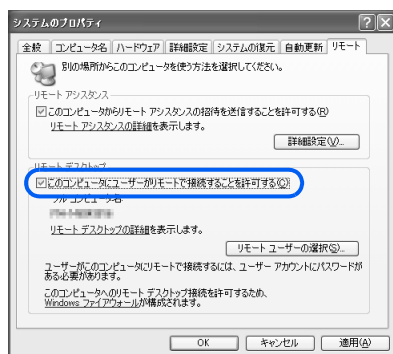 システムのプロパティ
全般 コンピュータ名 ハードウェア 詳細設定 システムの復元 自動更新 リモート
別の場所からこのコンピュータを使う方法を選択してください。
リモート アシスタンス
このコンピュータからリモート アシスタンスの招待を送信することを許可する(R)
リモート アシスタンスの詳細を表示します。
詳細設定(V)...
リモート デスクトップ
このコンピュータにユーザーがリモートで接続することを許可する(C)
フル コンピュータ名:
リモート デスクトップの詳細を表示します。
リモート ユーザーの選択(S)...
ユーザーがこのコンピュータにリモートで接続するには、ユーザー アカウントにパスワードが
ある必要があります。
このコンピュータへのリモート デスクトップ接続を許可するため、
Windows ファイアウォールが構成されます。
OK キャンセル 適用(A)